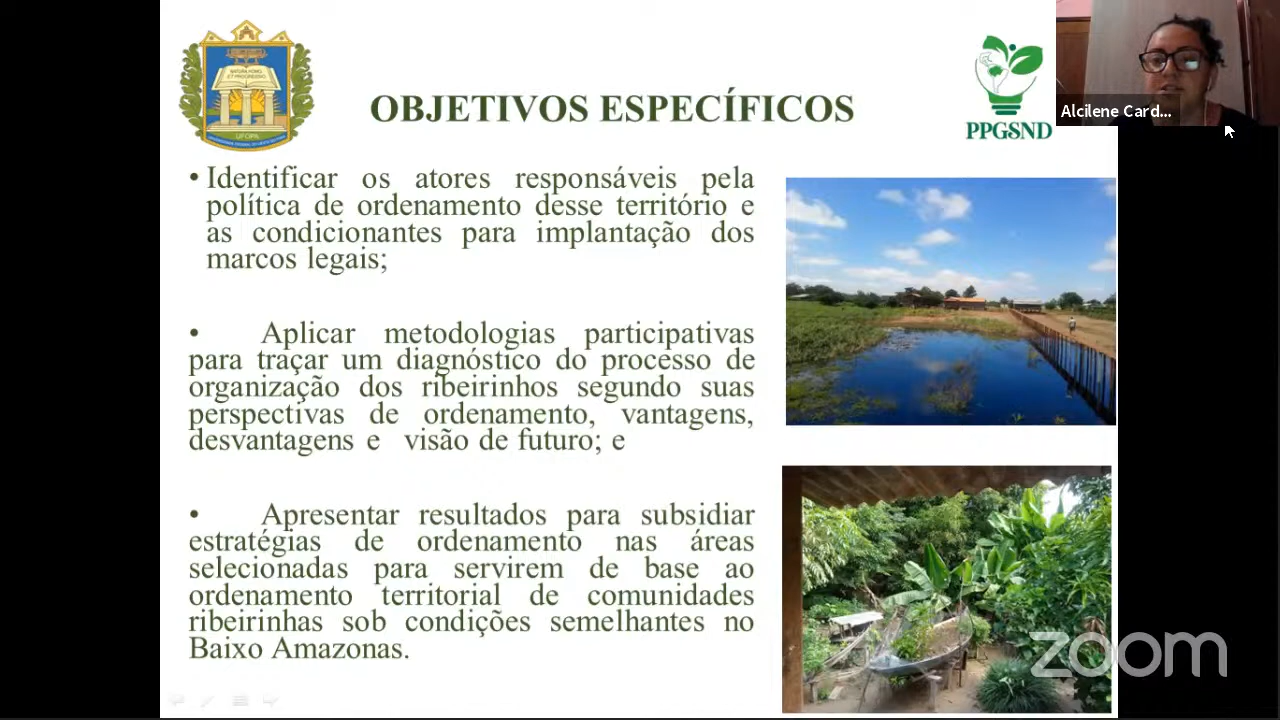 OBJETIVOS ESPECÍFICOS
PPGSND
Alcilene Card...
UFOPA
• Identificar os atores responsáveis pela
política de ordenamento desse território e
as condicionantes para implantação dos
marcos legais;
• Aplicar metodologias participativas
para traçar um diagnóstico do processo de
organização dos ribeirinhos segundo suas
perspectivas de ordenamento, vantagens,
desvantagens e visão de futuro; e
• Apresentar resultados para subsidiar
estratégias de ordenamento nas áreas
selecionadas para servirem de base ao
ordenamento territorial de comunidades
ribeirinhas sob condições semelhantes no
Baixo Amazonas.
zoom